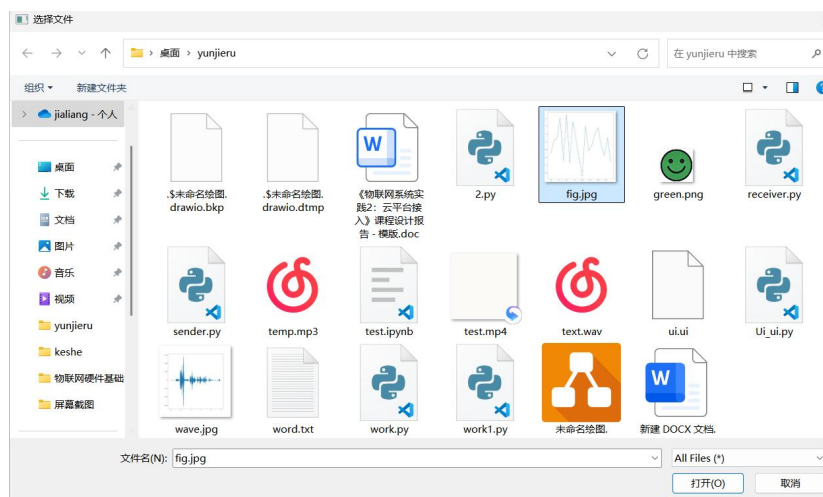 选择文件
桌面 › yunjieru
在 yunjieru 中搜索
组织
新建文件夹
jialiang - 个人
桌面
下载
文档
图片
音乐
视频
yunjieru
keshe
物联网硬件基础
屏幕截图
.$未命名绘图.
drawio.bkp
.$未命名绘图.
drawio.dtmp
W
《物联网系统实
践2：云平台接
入》课程设计报
告 - 模版.doc
2.py
fig.jpg
green.png
receiver.py
sender.py
temp.mp3
test.ipynb
test.mp4
text.wav
ui.ui
Ui_ui.py
wave.jpg
word.txt
work.py
work1.py
未命名绘图.
W
新建 DOCX 文档.
文件名(N):
fig.jpg
All Files (*)
打开(O)
取消